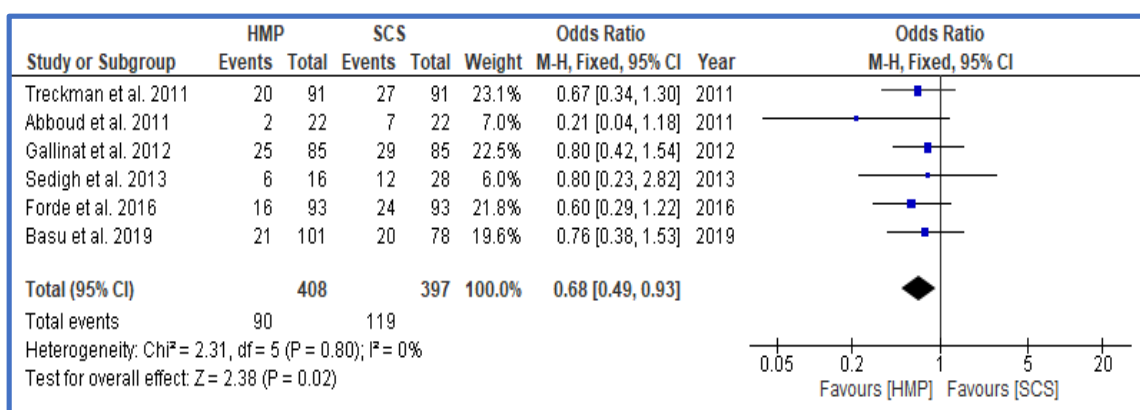 HMP SCS Odds Ratio Odds Ratio
Study or Subgroup Events Total Events Total Weight M-H, Fixed, 95% CI Year M-H, Fixed, 95% CI
Treckman et al. 2011 20 91 27 91 23.1% 0.67 [0.34, 1.30] 2011
Abboud et al. 2011 2 22 7 22 7.0% 0.21 [0.04, 1.18] 2011
Gallinat et al. 2012 25 85 29 85 22.5% 0.80 [0.42, 1.54] 2012
Sedigh et al. 2013 6 16 12 28 6.0% 0.80 [0.23, 2.82] 2013
Forde et al. 2016 16 93 24 93 21.8% 0.60 [0.29, 1.22] 2016
Basu et al. 2019 21 101 20 78 19.6% 0.76 [0.38, 1.53] 2019
Total (95% CI) 408 397 100.0% 0.68 [0.49, 0.93]
Total events 90 119
Heterogeneity: Chi² = 2.31, df = 5 (P = 0.80); I² = 0%
Test for overall effect: Z = 2.38 (P = 0.02)
0.05 0.2 1 5 20
Favours [HMP] Favours [SCS]